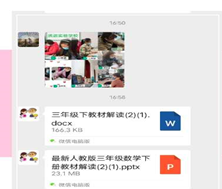 16:50
16:56
三年级下教材解读(2)(1).
docx
166.3 KB
微信电脑版
最新人教版三年级数学下
册教材解读(2)(1).pptx
23.1 MB
微信电脑版